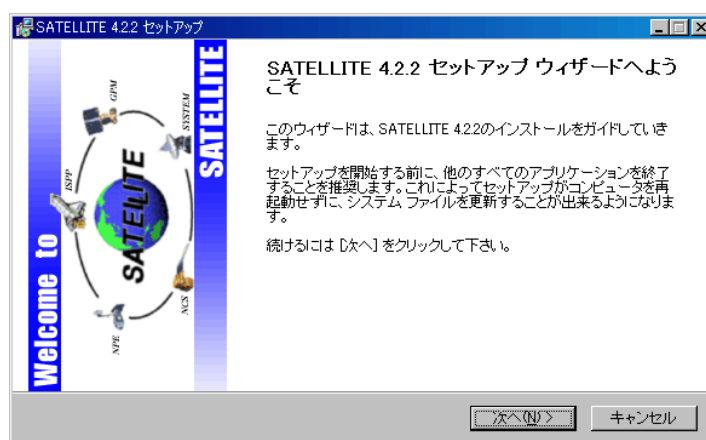 SATELLITE 4.2.2 セットアップ
Welcome to
SATELLITE
GPM
SYSTEM
ISPP
SATELLITE
NCS
NPE
SATELLITE 4.2.2 セットアップ ウィザードへよう
こそ
このウィザードは、SATELLITE 4.2.2のインストールをガイドしていき
ます。
セットアップを開始する前に、他のすべてのアプリケーションを終了
することを推奨します。これによってセットアップがコンピュータを再
起動せずに、システム ファイルを更新することが出来るようになりま
す。
続けるには [次へ] をクリックして下さい。
次へ(N) >
キャンセル